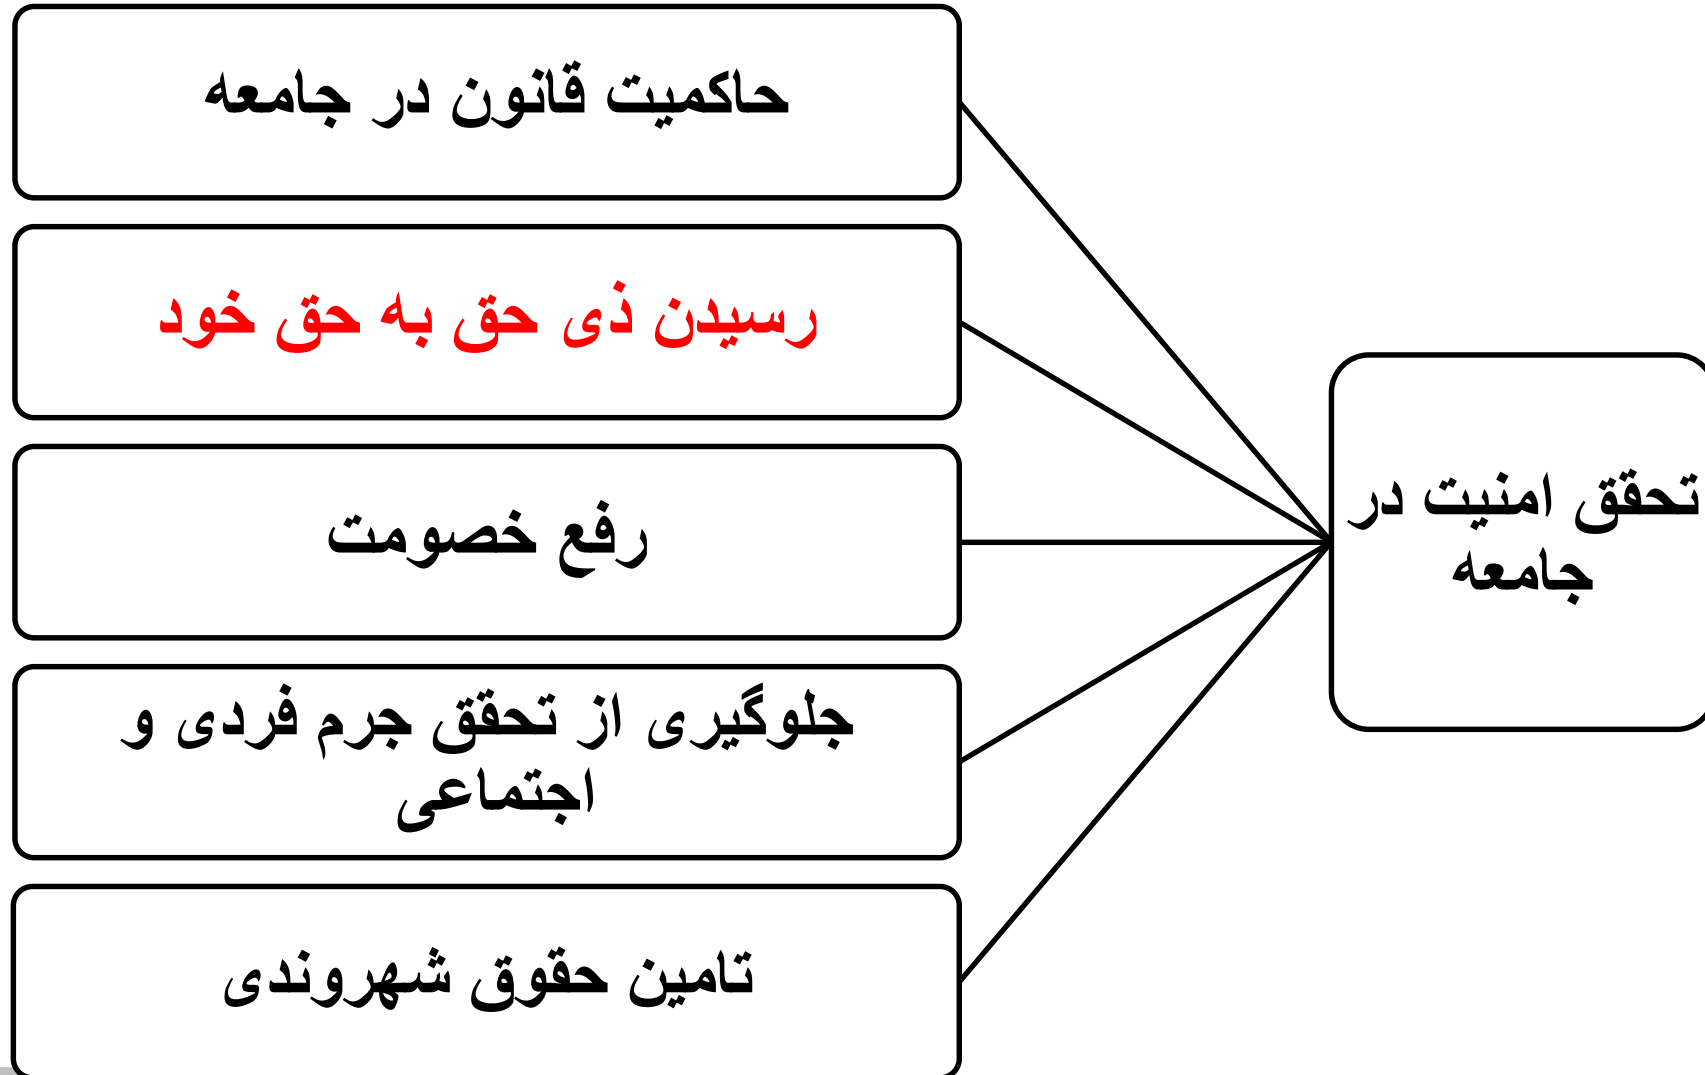 تحقق امنیت در
جامعه
حاکمیت قانون در جامعه
رسیدن ذی حق به حق خود
رفع خصومت
جلوگیری از تحقق جرم فردی و
اجتماعی
تامین حقوق شهروندی